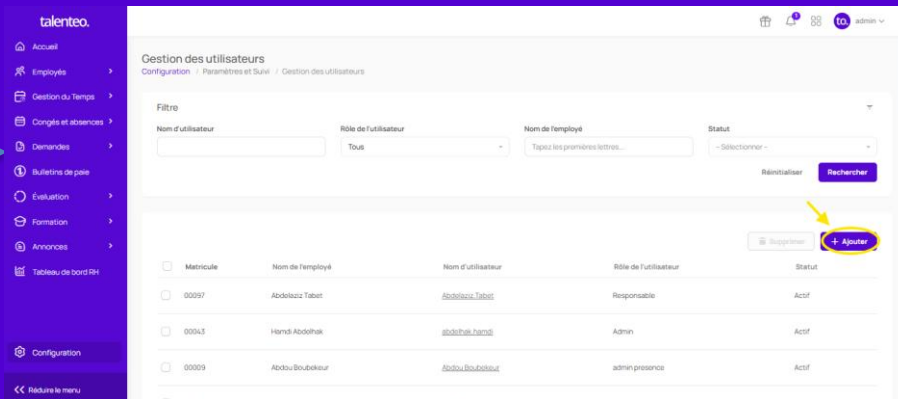 talenteo.
1
to.
admin
Accueil
Employés
Gestion du Temps
Congés et absences
Demandes
Bulletins de paie
Évaluation
Formation
Annonces
Tableau de bord RH
Configuration
Réduire le menu
Gestion des utilisateurs
Configuration / Paramètres et Suivi / Gestion des utilisateurs
Filtre
Nom d'utilisateur Rôle de l'utilisateur Nom de l'employé Statut
Tous Tapez les premières lettres... -- Sélectionner --
Réinitialiser Rechercher
Supprimer + Ajouter
Matricule Nom de l'employé Nom d'utilisateur Rôle de l'utilisateur Statut
00097 Abdelaziz Tabet Abdelaziz.Tabet Responsable Actif
00043 Hamdi Abdelhak abdelhak.hamdi Admin Actif
00009 Abdou Boubekeur Abdou.Boubekeur admin presence Actif